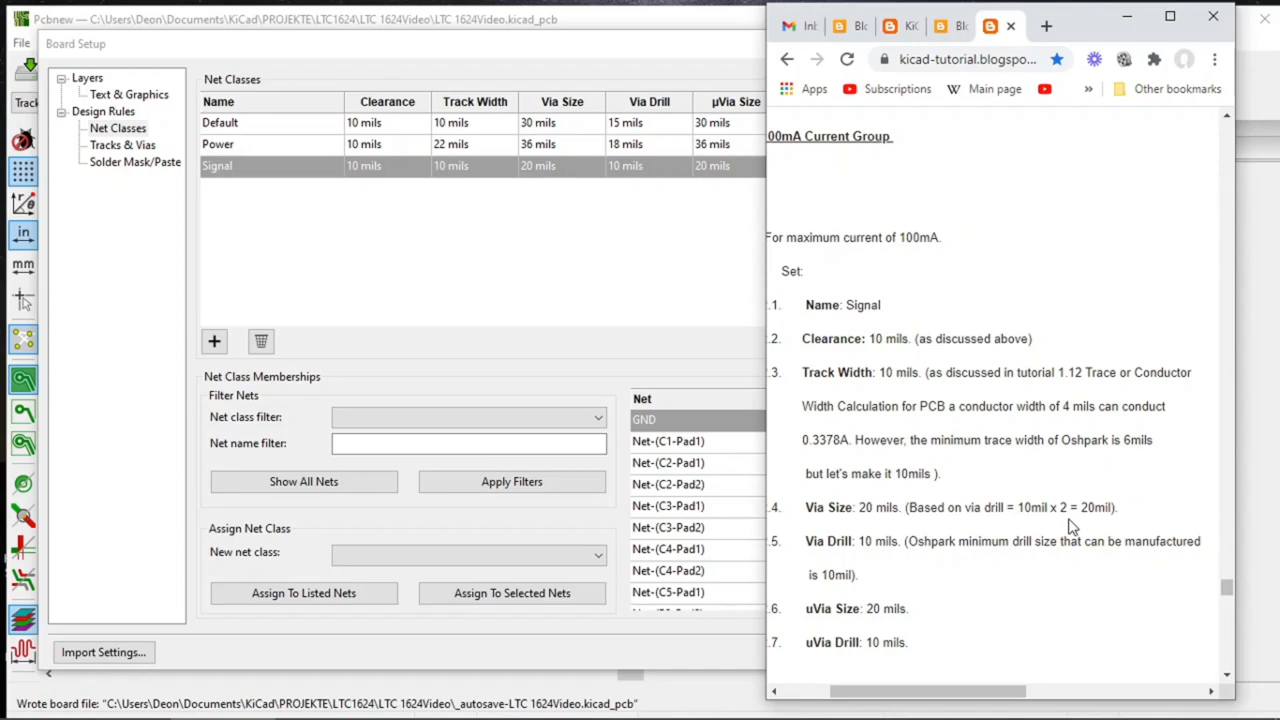 Pcbnew — C:\Users\Deon\Documents\KiCad\PROJEKTE\LTC1624\LTC 1624Video\LTC 1624Video.kicad_pcb
File
Board Setup
Track
in
mm
Layers
Text & Graphics
Design Rules
Net Classes
Tracks & Vias
Solder Mask/Paste
Net Classes
Name Clearance Track Width Via Size Via Drill µVia Size
Default 10 mils 10 mils 30 mils 15 mils 30 mils
Power 10 mils 22 mils 36 mils 18 mils 36 mils
Signal 10 mils 10 mils 20 mils 10 mils 20 mils
Net Class Memberships
Filter Nets
Net class filter:
Net name filter:
Show All Nets Apply Filters
Assign Net Class
New net class:
Assign To Listed Nets Assign To Selected Nets
Net
GND
Net-(C1-Pad1)
Net-(C2-Pad1)
Net-(C2-Pad2)
Net-(C3-Pad1)
Net-(C3-Pad2)
Net-(C4-Pad1)
Net-(C4-Pad2)
Net-(C5-Pad1)
Import Settings...
Wrote board file: "C:\Users\Deon\Documents\KiCad\PROJEKTE\LTC1624\LTC 1624Video\_autosave-LTC 1624Video.kicad_pcb"
Inb Blo KiC Blo
kicad-tutorial.blogspo...
Apps Subscriptions Main page » Other bookmarks
00mA Current Group
For maximum current of 100mA.
Set:
.1. Name: Signal
.2. Clearance: 10 mils. (as discussed above)
.3. Track Width: 10 mils. (as discussed in tutorial 1.12 Trace or Conductor
Width Calculation for PCB a conductor width of 4 mils can conduct
0.3378A. However, the minimum trace width of Oshpark is 6mils
but let's make it 10mils ).
.4. Via Size: 20 mils. (Based on via drill = 10mil x 2 = 20mil).
.5. Via Drill: 10 mils. (Oshpark minimum drill size that can be manufactured
is 10mil).
.6. uVia Size: 20 mils.
.7. uVia Drill: 10 mils.